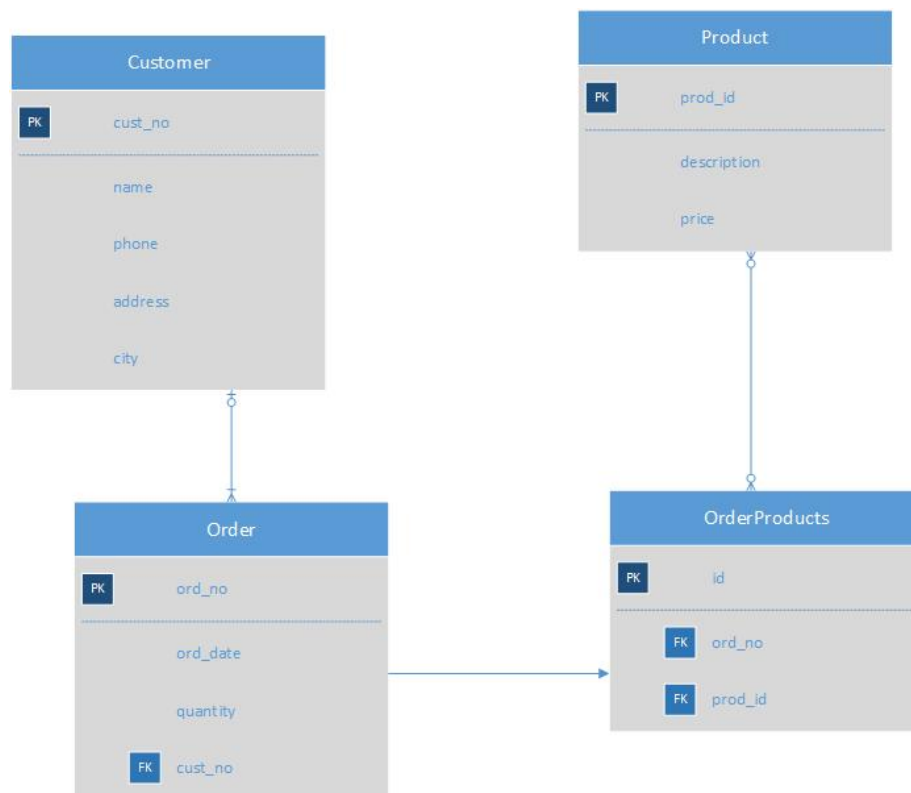 Customer
PK cust_no
name
phone
address
city
Product
PK prod_id
description
price
Order
PK ord_no
ord_date
quantity
FK cust_no
OrderProducts
PK id
FK ord_no
FK prod_id